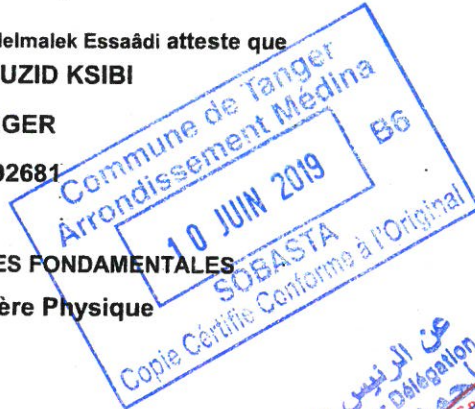 delmalek Essaâdi atteste que
UZID KSIBI
GER
02681
ES FONDAMENTALES
ère Physique
Commune de Tanger
Arrondissement Médina
B6
10 JUIN 2019
SOBASTA
Copie Cértifie Conforme à l'Original
عن الرئيس
Délégation